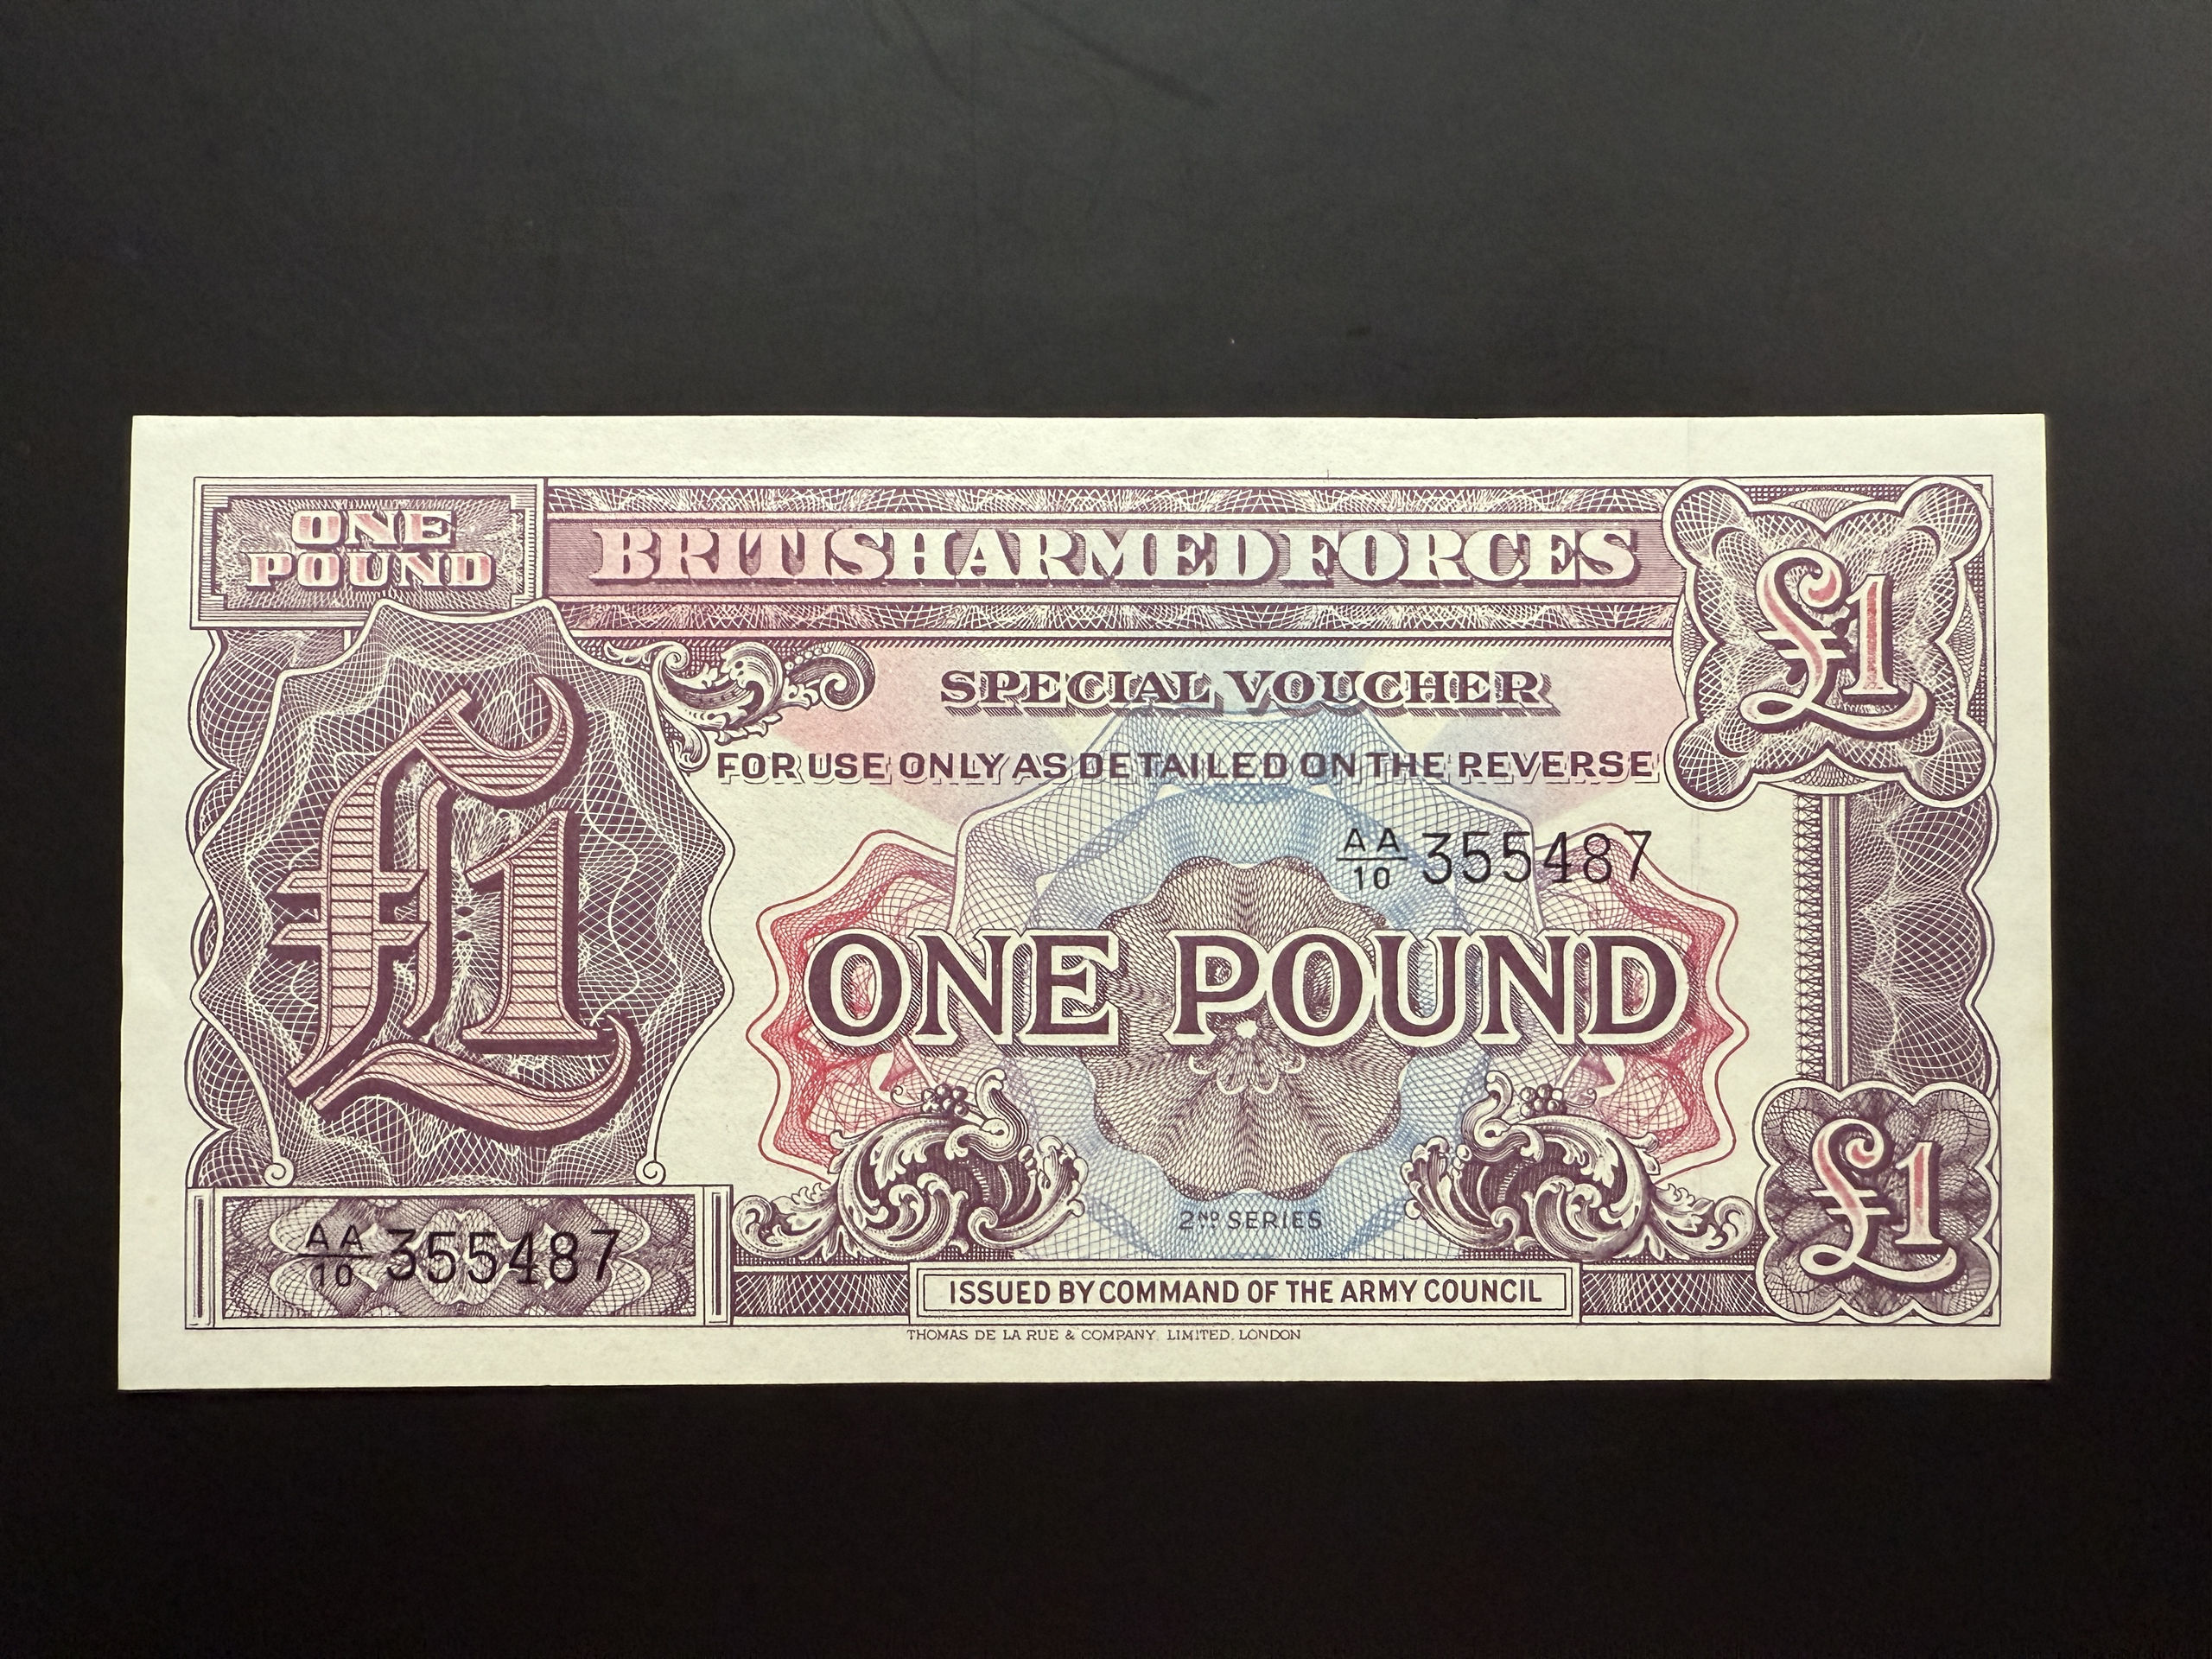 ONE
POUND
BRITISH ARMED FORCES
£1
SPECIAL VOUCHER
FOR USE ONLY AS DETAILED ON THE REVERSE
£1
AA/10 355487
ONE POUND
2ND SERIES
AA/10 355487
£1
ISSUED BY COMMAND OF THE ARMY COUNCIL
THOMAS DE LA RUE & COMPANY, LIMITED, LONDON